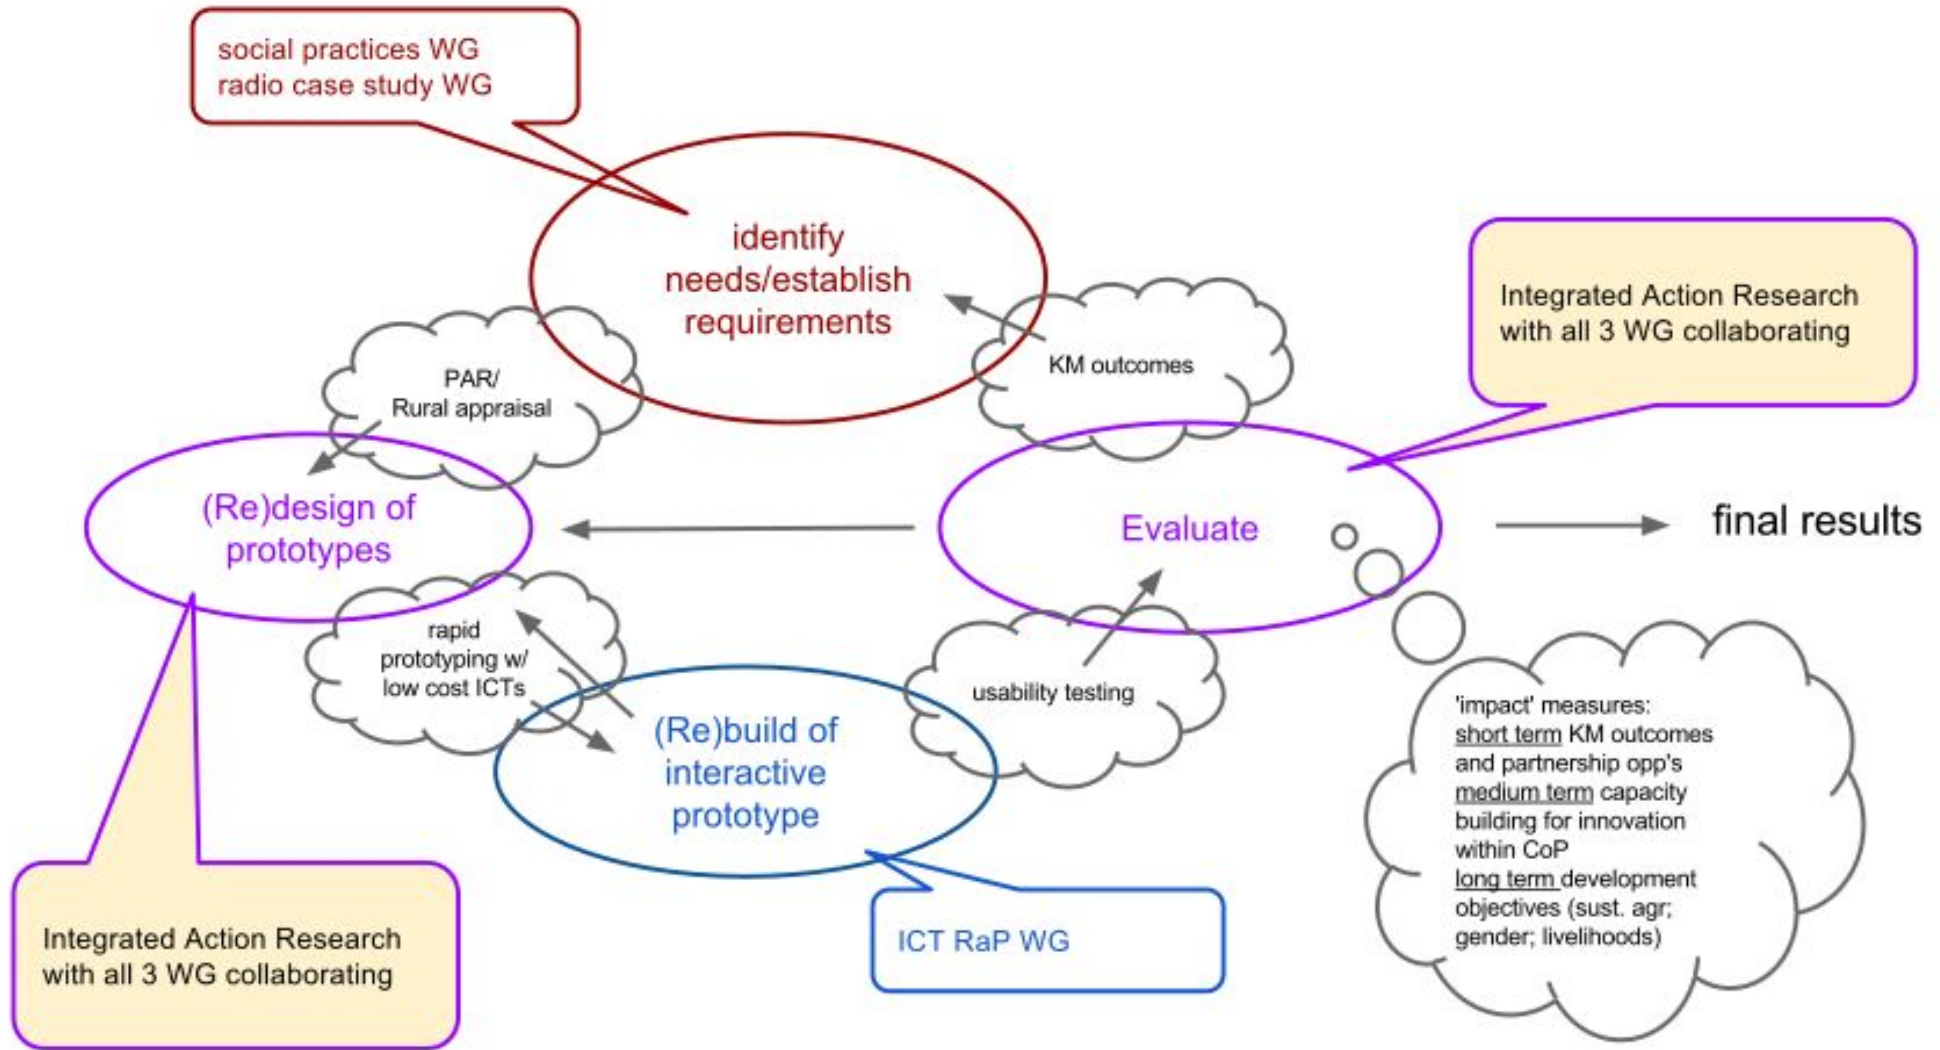 social practices WG
radio case study WG
identify
needs/establish
requirements
Integrated Action Research
with all 3 WG collaborating
KM outcomes
PAR/
Rural appraisal
(Re)design of
prototypes
Evaluate
final results
rapid
prototyping w/
low cost ICTs
usability testing
(Re)build of
interactive
prototype
'impact' measures:
short term KM outcomes
and partnership opp's
medium term capacity
building for innovation
within CoP
long term development
objectives (sust. agr;
gender; livelihoods)
Integrated Action Research
with all 3 WG collaborating
ICT RaP WG